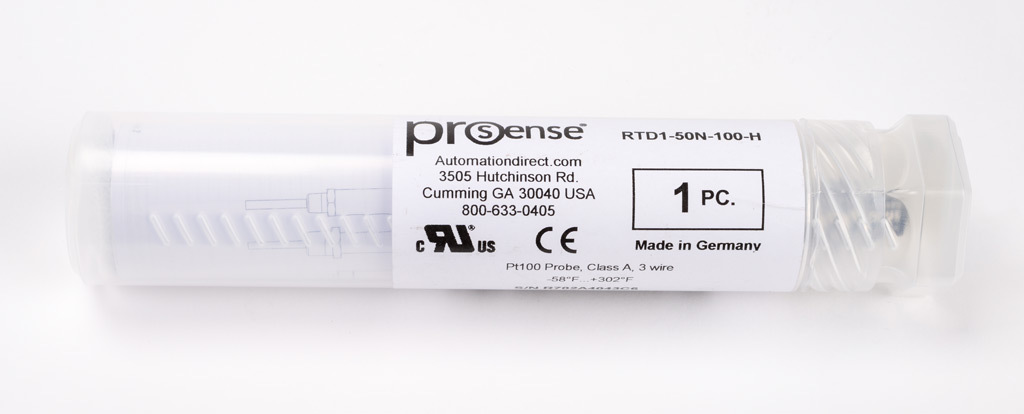 prosense®
RTD1-50N-100-H
Automationdirect.com
3505 Hutchinson Rd.
Cumming GA 30040 USA
800-633-0405
1 PC.
c RU® US CE
Made in Germany
Pt100 Probe, Class A, 3 wire
-58°F...+302°F
S/N